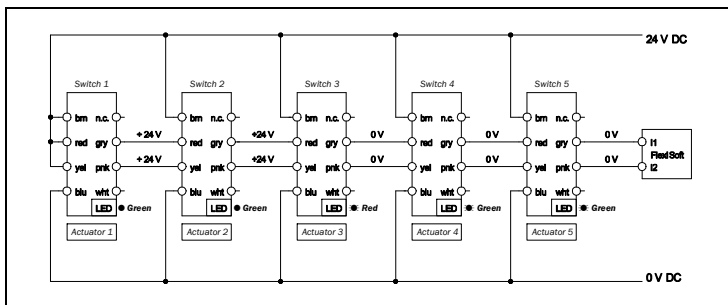 24 V DC
Switch 1 Switch 2 Switch 3 Switch 4 Switch 5
brn n.c. brn n.c. brn n.c. brn n.c. brn n.c.
+ 24 V +24 V 0 V 0 V 0 V
red gry red gry red gry red gry red gry I1
FlexiSoft
+ 24 V +24 V 0 V 0 V 0 V
yel pnk yel pnk yel pnk yel pnk yel pnk I2
blu wht blu wht blu wht blu wht blu wht
LED Green LED Green LED Red LED Green LED Green
Actuator 1 Actuator 2 Actuator 3 Actuator 4 Actuator 5
0 V DC